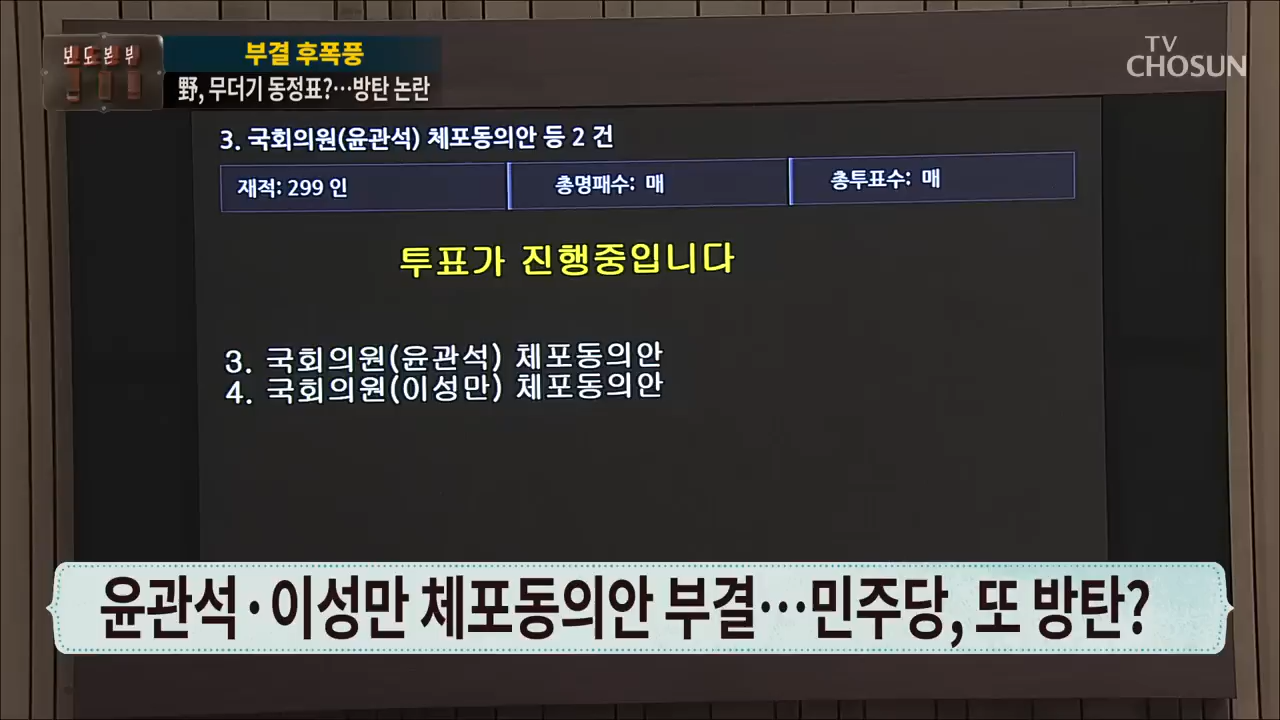 보도본부
부결 후폭풍
野, 무더기 동정표?…방탄 논란
TV
CHOSUN
3. 국회의원(윤관석) 체포동의안 등 2 건
재적: 299 인
총명패수: 매
총투표수: 매
투표가 진행중입니다
3. 국회의원(윤관석) 체포동의안
4. 국회의원(이성만) 체포동의안
윤관석·이성만 체포동의안 부결…민주당, 또 방탄?